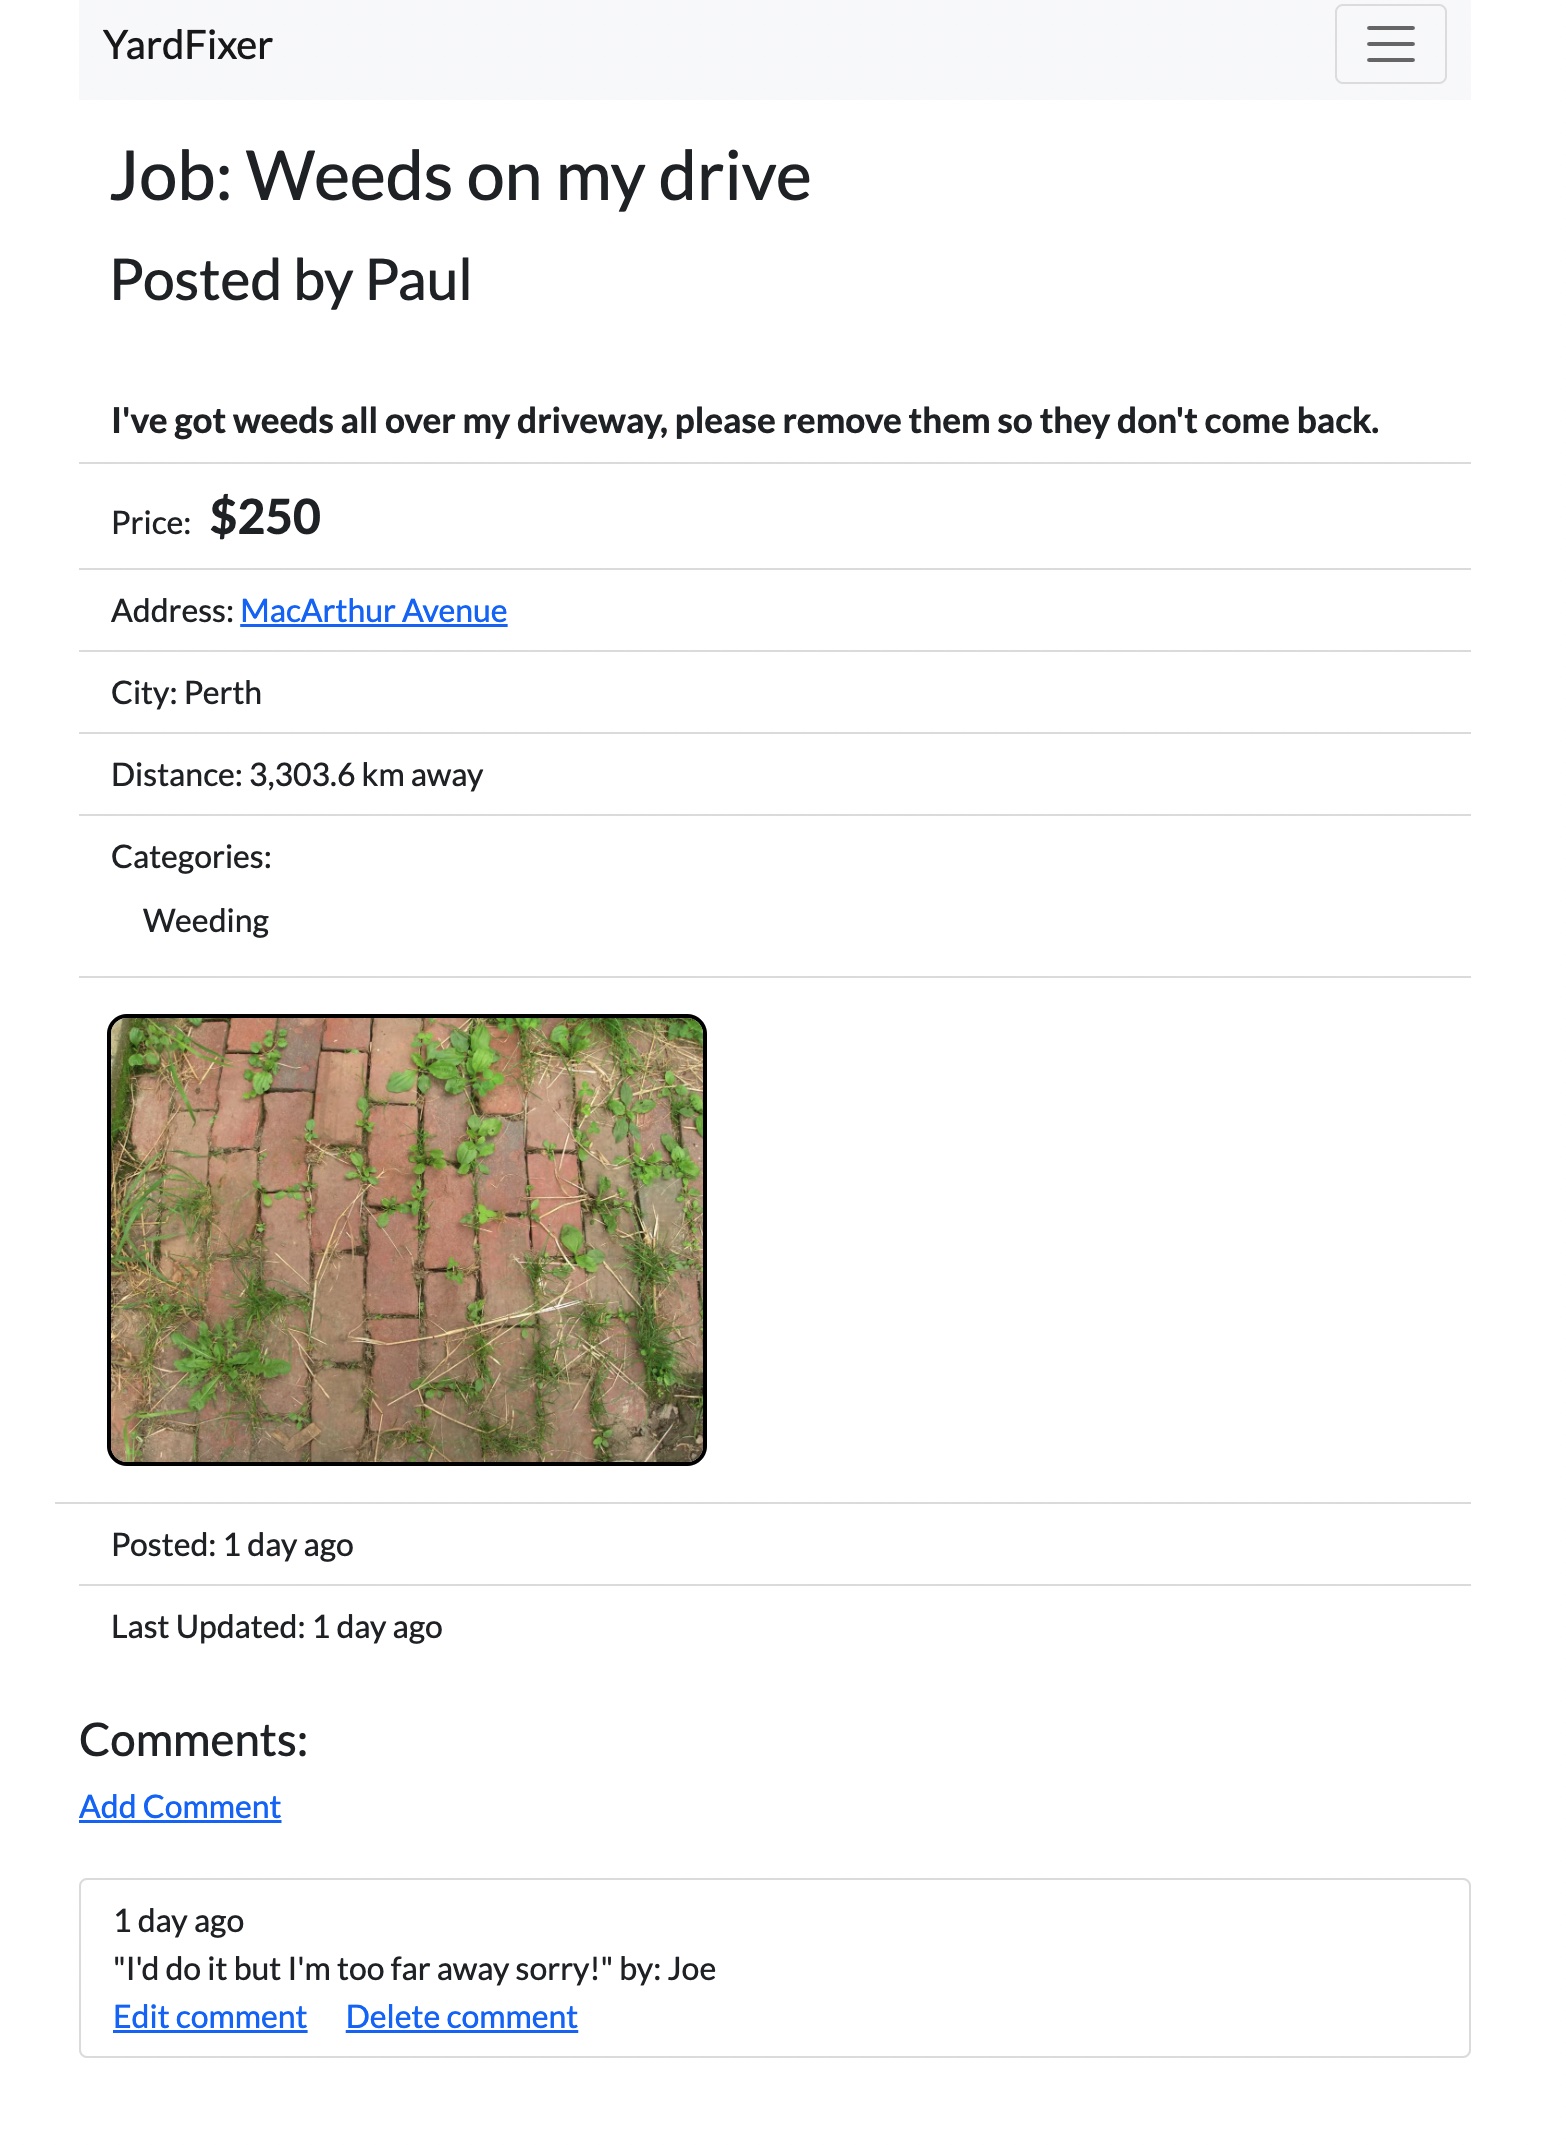 YardFixer
Job: Weeds on my drive
Posted by Paul
I've got weeds all over my driveway, please remove them so they don't come back.
Price: $250
Address: MacArthur Avenue
City: Perth
Distance: 3,303.6 km away
Categories:
Weeding
Posted: 1 day ago
Last Updated: 1 day ago
Comments:
Add Comment
1 day ago
"I'd do it but I'm too far away sorry!" by: Joe
Edit comment Delete comment